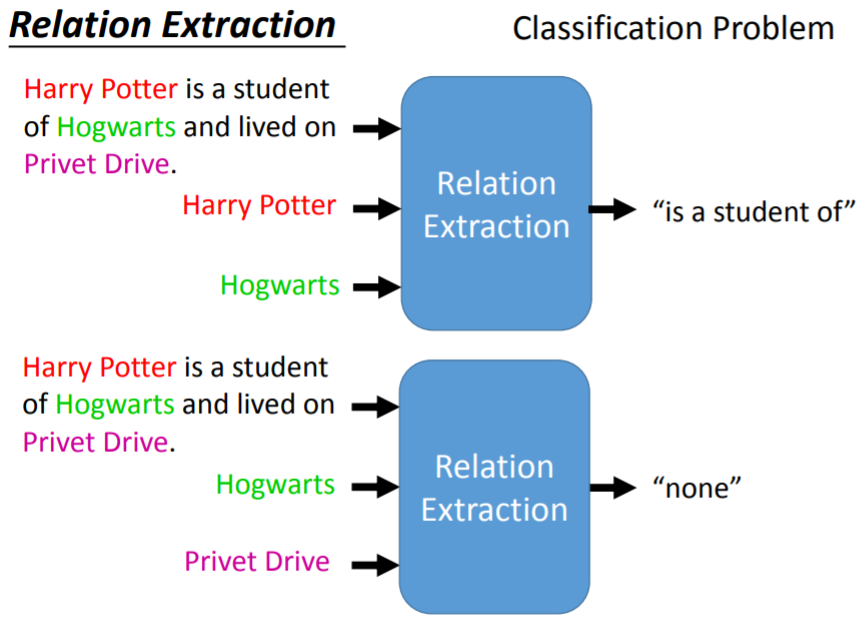 Relation Extraction
Classification Problem
Harry Potter is a student
of Hogwarts and lived on
Privet Drive.
Harry Potter
Hogwarts
Relation
Extraction
“is a student of”
Harry Potter is a student
of Hogwarts and lived on
Privet Drive.
Hogwarts
Privet Drive
Relation
Extraction
“none”